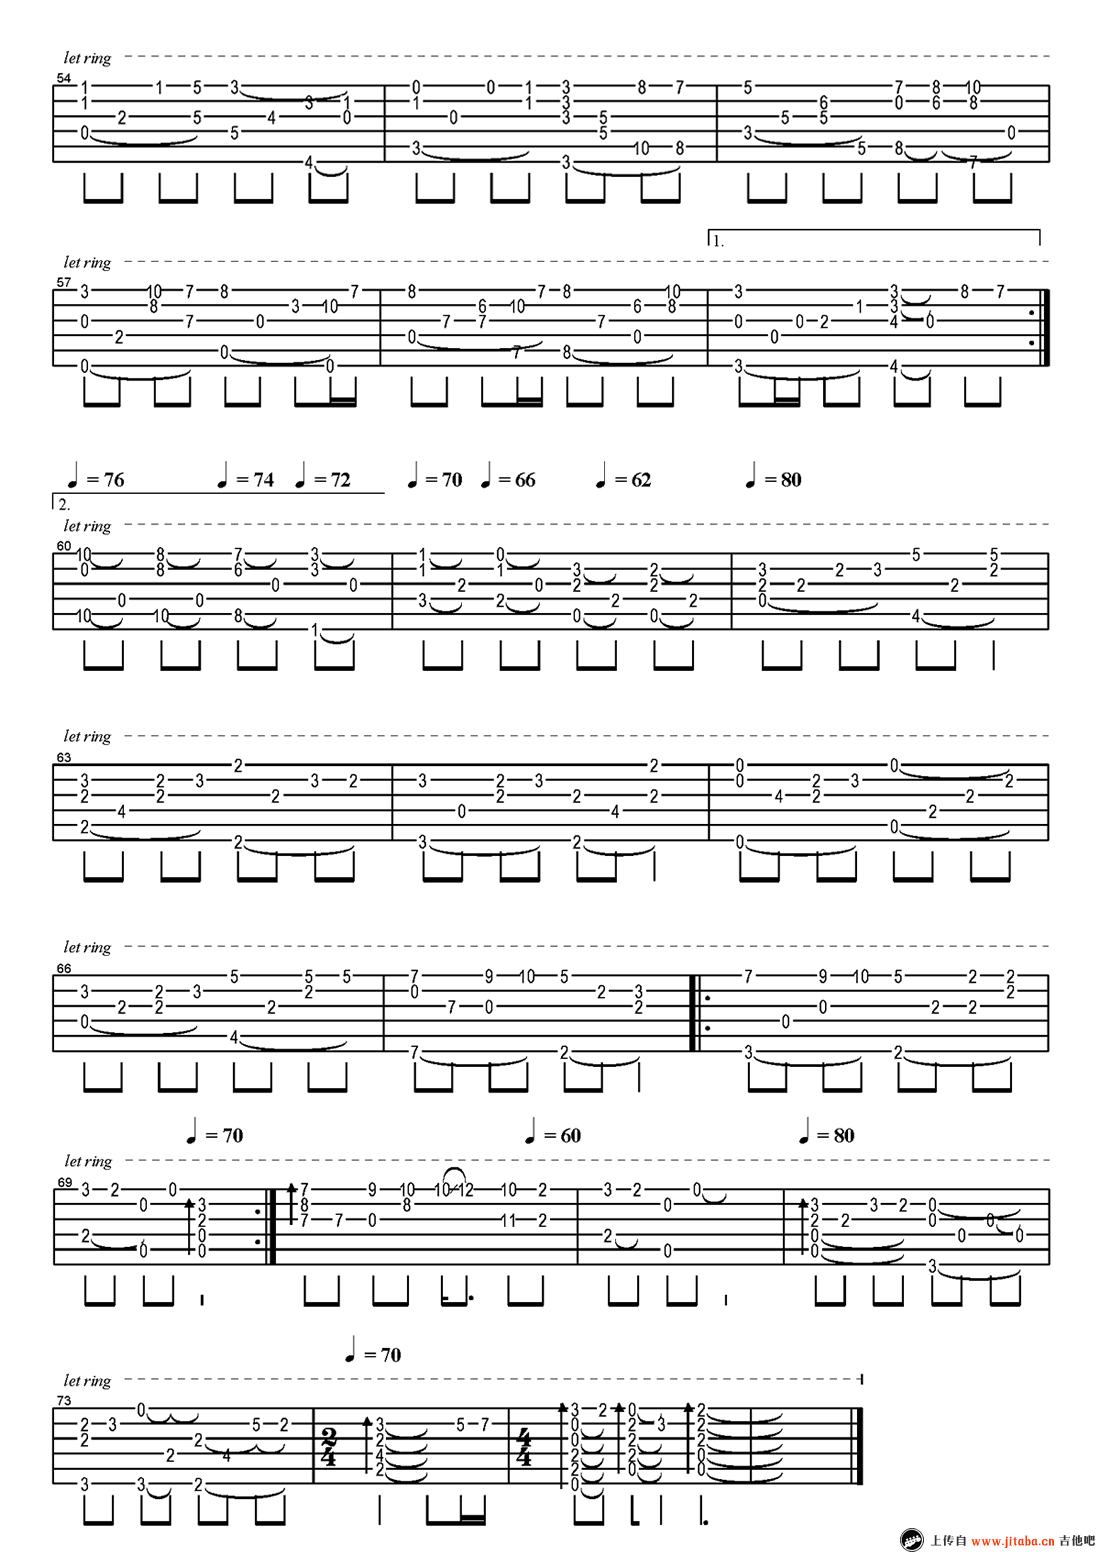 let ring
54
1 1 5 3
1 3 1
2 5 4 0
0 5
4
0 0 1 3 8 7
1 1 3
0 3 5
5
3 10 8
3
5 7 8 10
6 0 6 8
5 5
3 0
5 8
7
1.
let ring
57
3 10 7 8 7
8 3 10
0 7 0
2
0
0 0
8 7 8 10
6 10 6 8
7 7 7
0 0
7 8
3 3 8 7
1 3
0 0 2 4 0
0
3 4
♩ = 76 ♩ = 74 ♩ = 72 ♩ = 70 ♩ = 66 ♩ = 62 ♩ = 80
2.
let ring
60
10 8 7 3
0 8 6 3
0 0
0 0
10 10 8
1
1 0
1 1 3 2
2 0 2 2
3 2 2 2
0 0
5 5
3 2 3 2
2 2 2
0
4
let ring
63
2
3 2 3 3 2
2 2 2
4
2
2
2
3 2 3
2 2 2
0 4
3 2
0 0
0 2 3 2
4 2 2
2
0
0
let ring
66
5 5 5
3 2 3 2
2 2 2
0
4
7 9 10 5
0 2 3
7 0 2
7 2
7 9 10 5 2 2
2
0 2 2
0
3 2
♩ = 70 ♩ = 60 ♩ = 80
let ring
69
3 2 0
0 3
2
2 0
0 0
7 9 10 10 12 10 2
8 8
7 7 0 11 2
3 2 0
0
2
0
3 3 2 0
2 2 0 0
0 0 0
0
3
♩ = 70
let ring
73
0
2 3 5 2
2 2
2 4
3 3 2
2
4
3 5 7
2
4
2
4
4
3 2 0 2
0 2 3 2
0 2 2
2 2 0
2 0 0
0
上传自 www.jitaba.cn 吉他吧